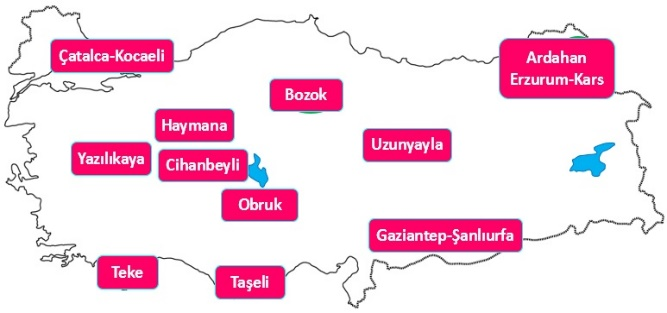 Çatalca-Kocaeli
Ardahan
Erzurum-Kars
Bozok
Haymana
Uzunyayla
Yazılıkaya
Cihanbeyli
Obruk
Gaziantep-Şanlıurfa
Teke
Taşeli